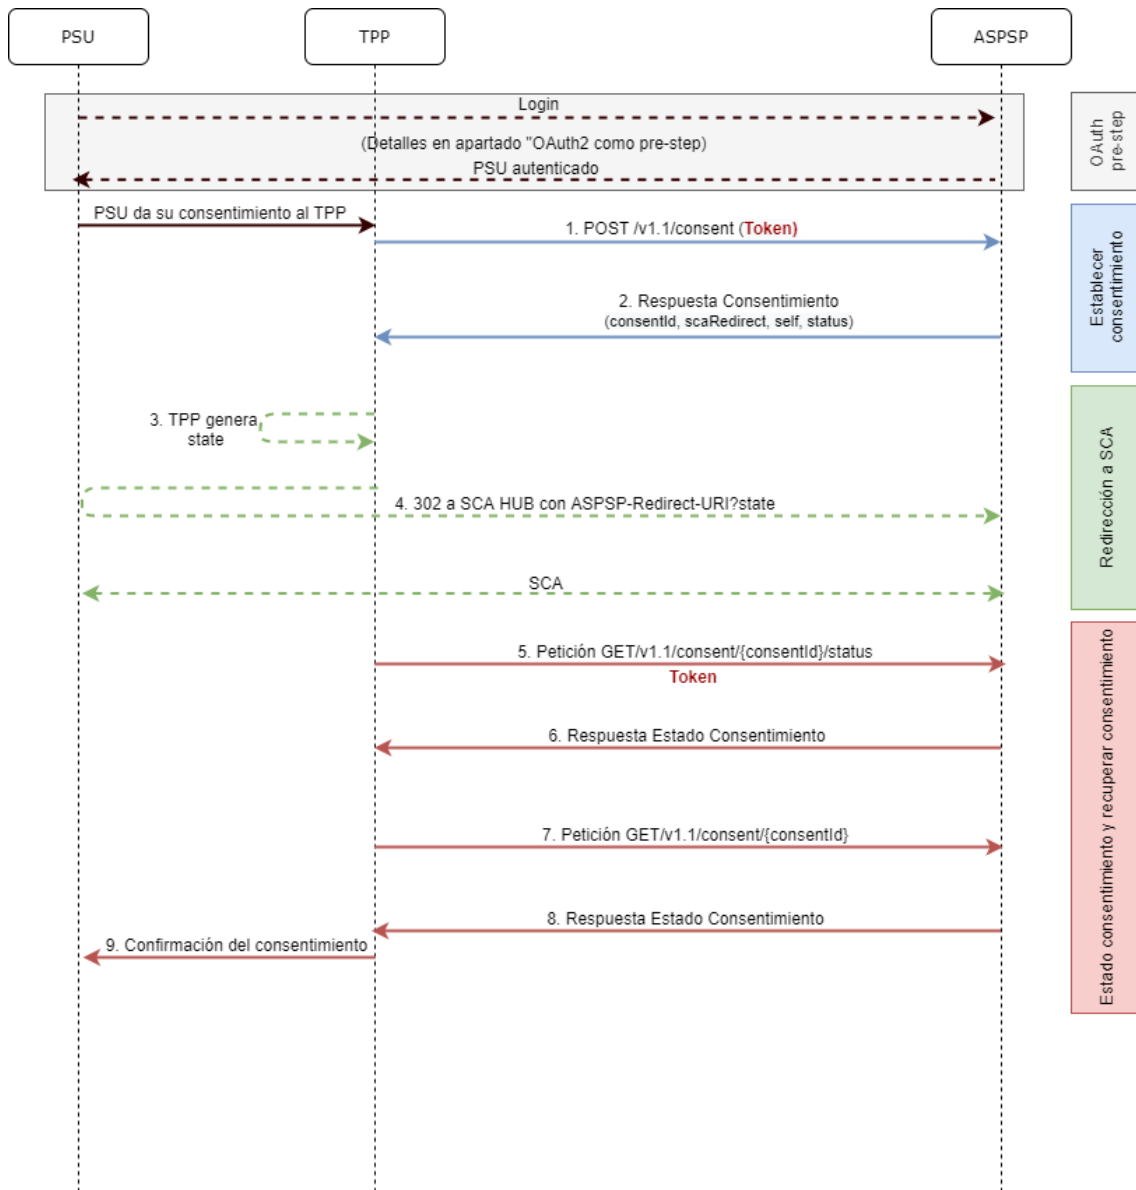 PSU
TPP
ASPSP
Login
(Detalles en apartado "OAuth2 como pre-step)
PSU autenticado
OAuth
pre-step
PSU da su consentimiento al TPP
1. POST /v1.1/consent (Token)
2. Respuesta Consentimiento
(consentId, scaRedirect, self, status)
Establecer
consentimiento
3. TPP genera
state
4. 302 a SCA HUB con ASPSP-Redirect-URI?state
SCA
Redirección a SCA
5. Petición GET/v1.1/consent/{consentId}/status
Token
6. Respuesta Estado Consentimiento
7. Petición GET/v1.1/consent/{consentId}
8. Respuesta Estado Consentimiento
9. Confirmación del consentimiento
Estado consentimiento y recuperar consentimiento